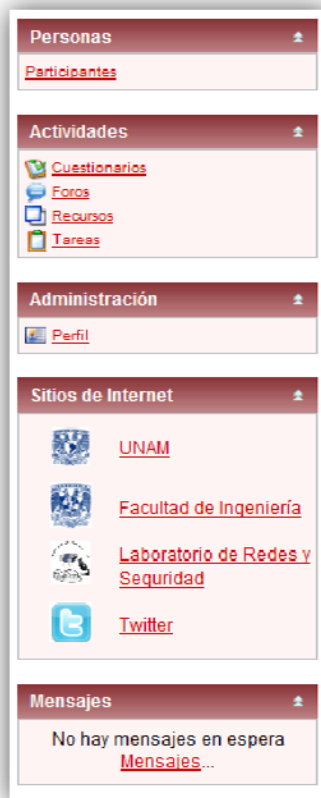 Personas
Participantes
Actividades
Cuestionarios
Foros
Recursos
Tareas
Administración
Perfil
Sitios de Internet
UNAM
Facultad de Ingeniería
Laboratorio de Redes y
Seguridad
Twitter
Mensajes
No hay mensajes en espera
Mensajes...